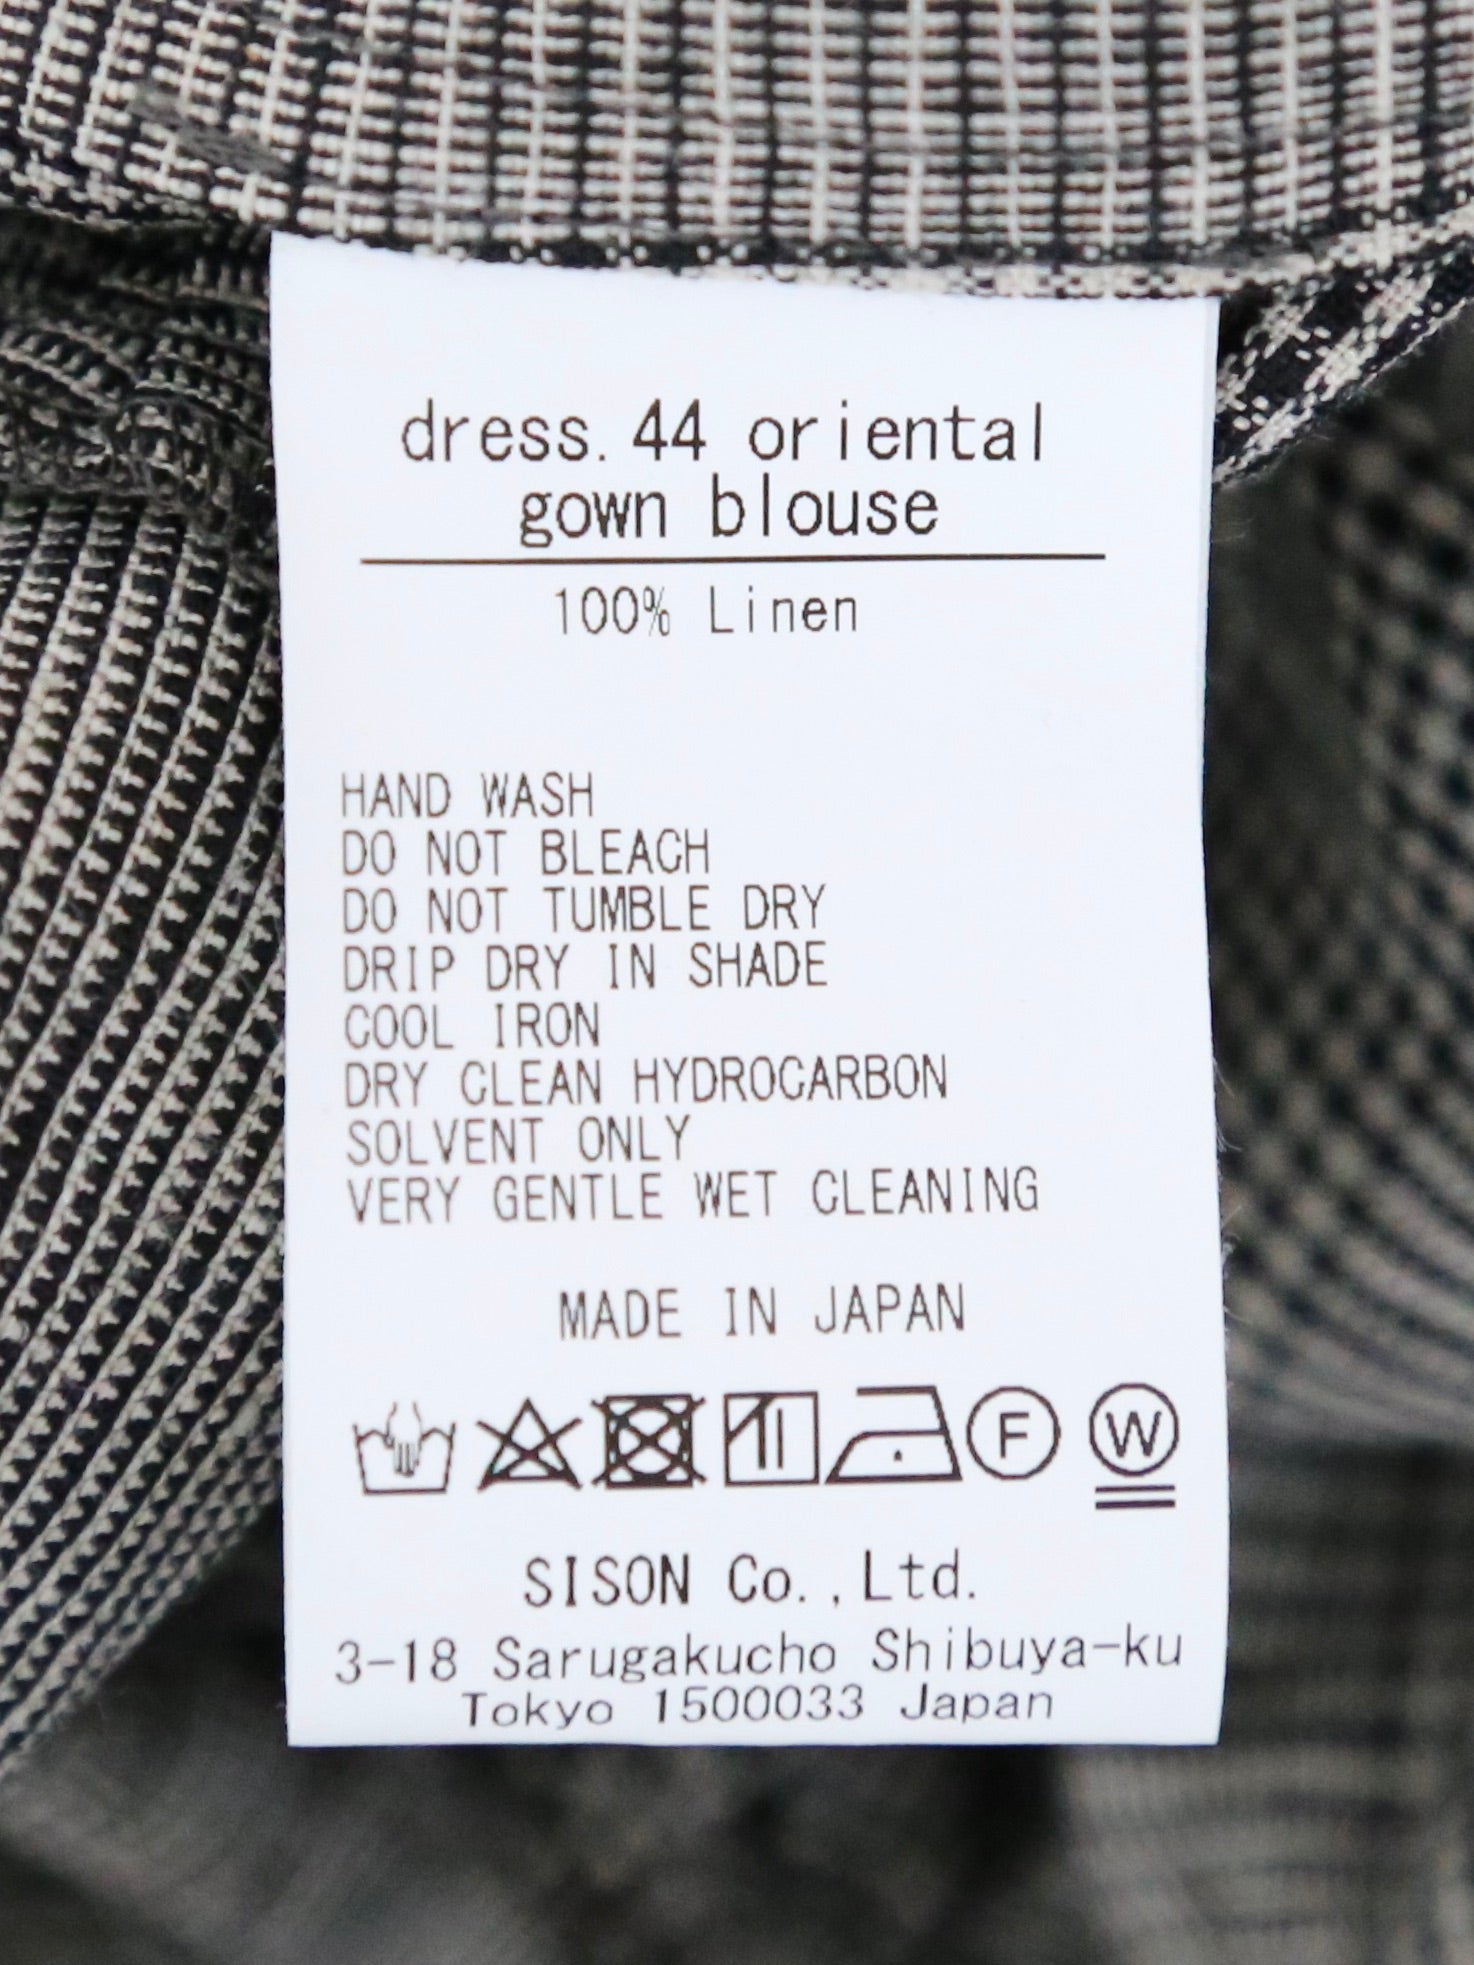 dress. 44 oriental
gown blouse
100% Linen
HAND WASH
DO NOT BLEACH
DO NOT TUMBLE DRY
DRIP DRY IN SHADE
COOL IRON
DRY CLEAN HYDROCARBON
SOLVENT ONLY
VERY GENTLE WET CLEANING
MADE IN JAPAN
F W
SISON Co.,Ltd.
3-18 Sarugakucho Shibuya-ku
Tokyo 1500033 Japan